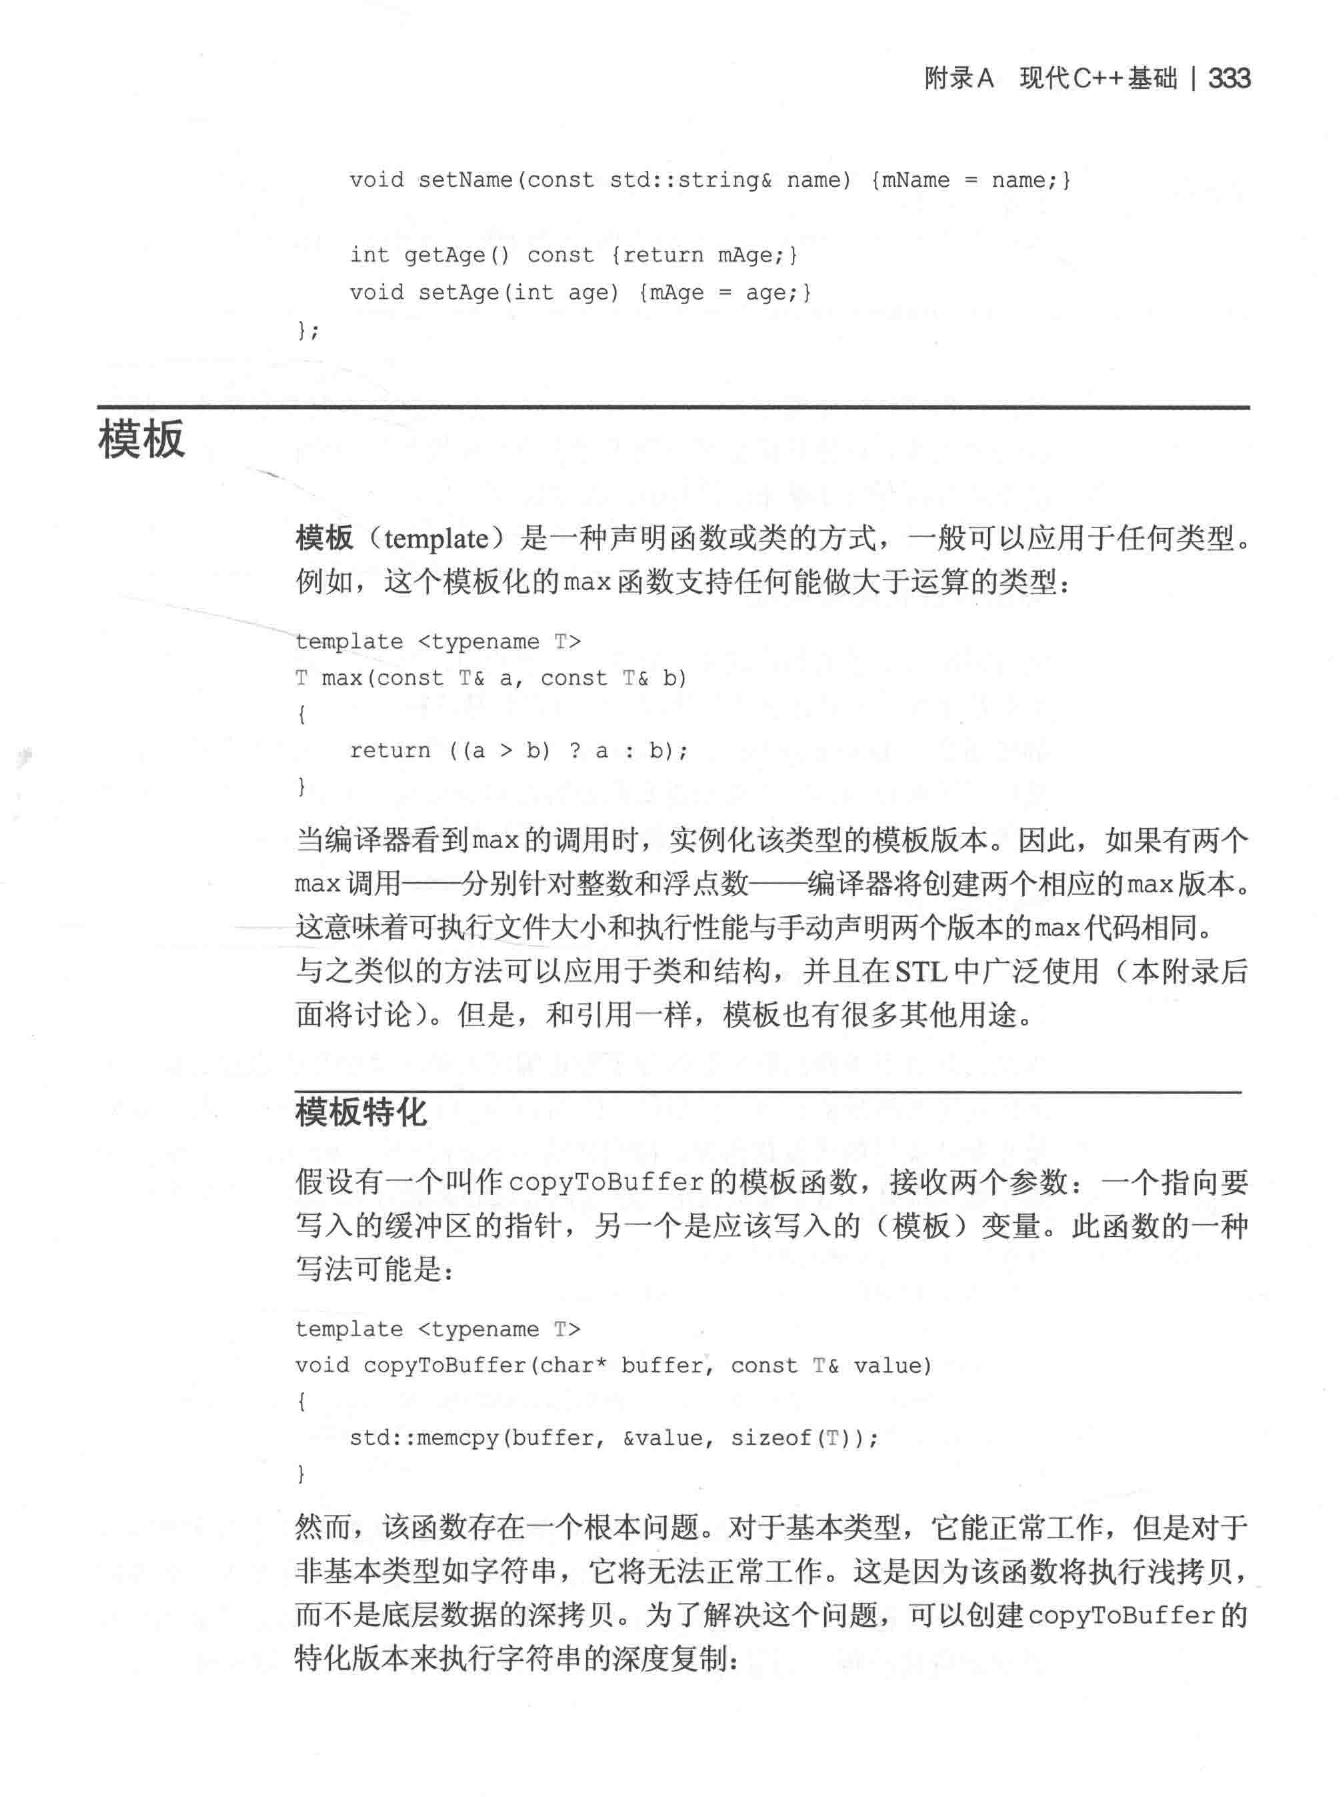 附录A 现代C++基础 | 333
void setName(const std::string& name) {mName = name;}
int getAge() const {return mAge;}
void setAge(int age) {mAge = age;}
};
模板
模板（template）是一种声明函数或类的方式，一般可以应用于任何类型。
例如，这个模板化的max函数支持任何能做大于运算的类型：
template <typename T>
T max(const T& a, const T& b)
{
return ((a > b) ? a : b);
}
当编译器看到max的调用时，实例化该类型的模板版本。因此，如果有两个
max调用——分别针对整数和浮点数——编译器将创建两个相应的max版本。
这意味着可执行文件大小和执行性能与手动声明两个版本的max代码相同。
与之类似的方法可以应用于类和结构，并且在STL中广泛使用（本附录后
面将讨论）。但是，和引用一样，模板也有很多其他用途。
模板特化
假设有一个叫作copyToBuffer的模板函数，接收两个参数：一个指向要
写入的缓冲区的指针，另一个是应该写入的（模板）变量。此函数的一种
写法可能是：
template <typename T>
void copyToBuffer(char* buffer, const T& value)
{
std::memcpy(buffer, &value, sizeof(T));
}
然而，该函数存在一个根本问题。对于基本类型，它能正常工作，但是对于
非基本类型如字符串，它将无法正常工作。这是因为该函数将执行浅拷贝，
而不是底层数据的深拷贝。为了解决这个问题，可以创建copyToBuffer的
特化版本来执行字符串的深度复制：